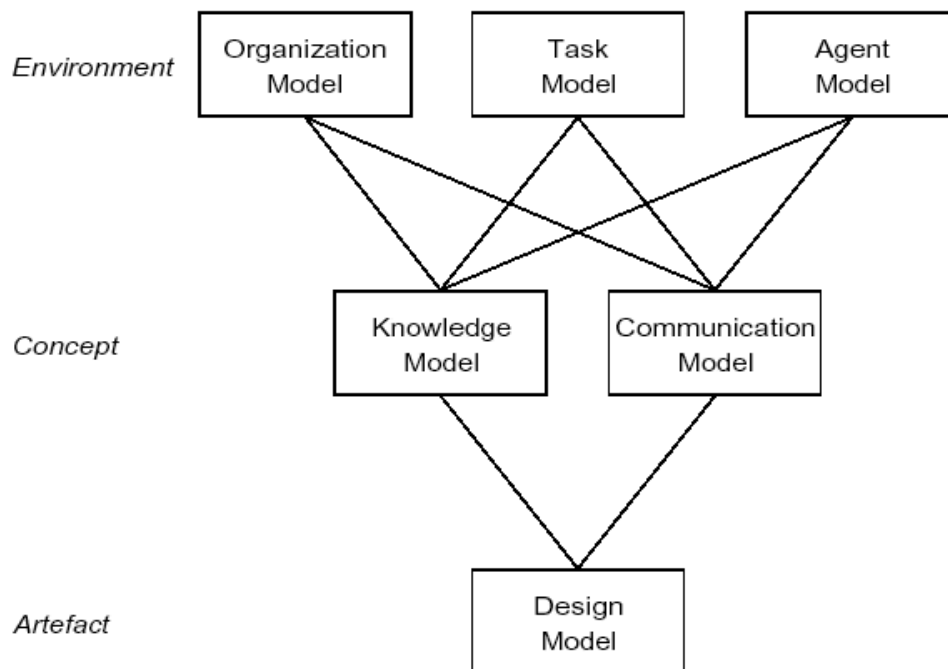 Environment
Organization
Model
Task
Model
Agent
Model
Concept
Knowledge
Model
Communication
Model
Artefact
Design
Model